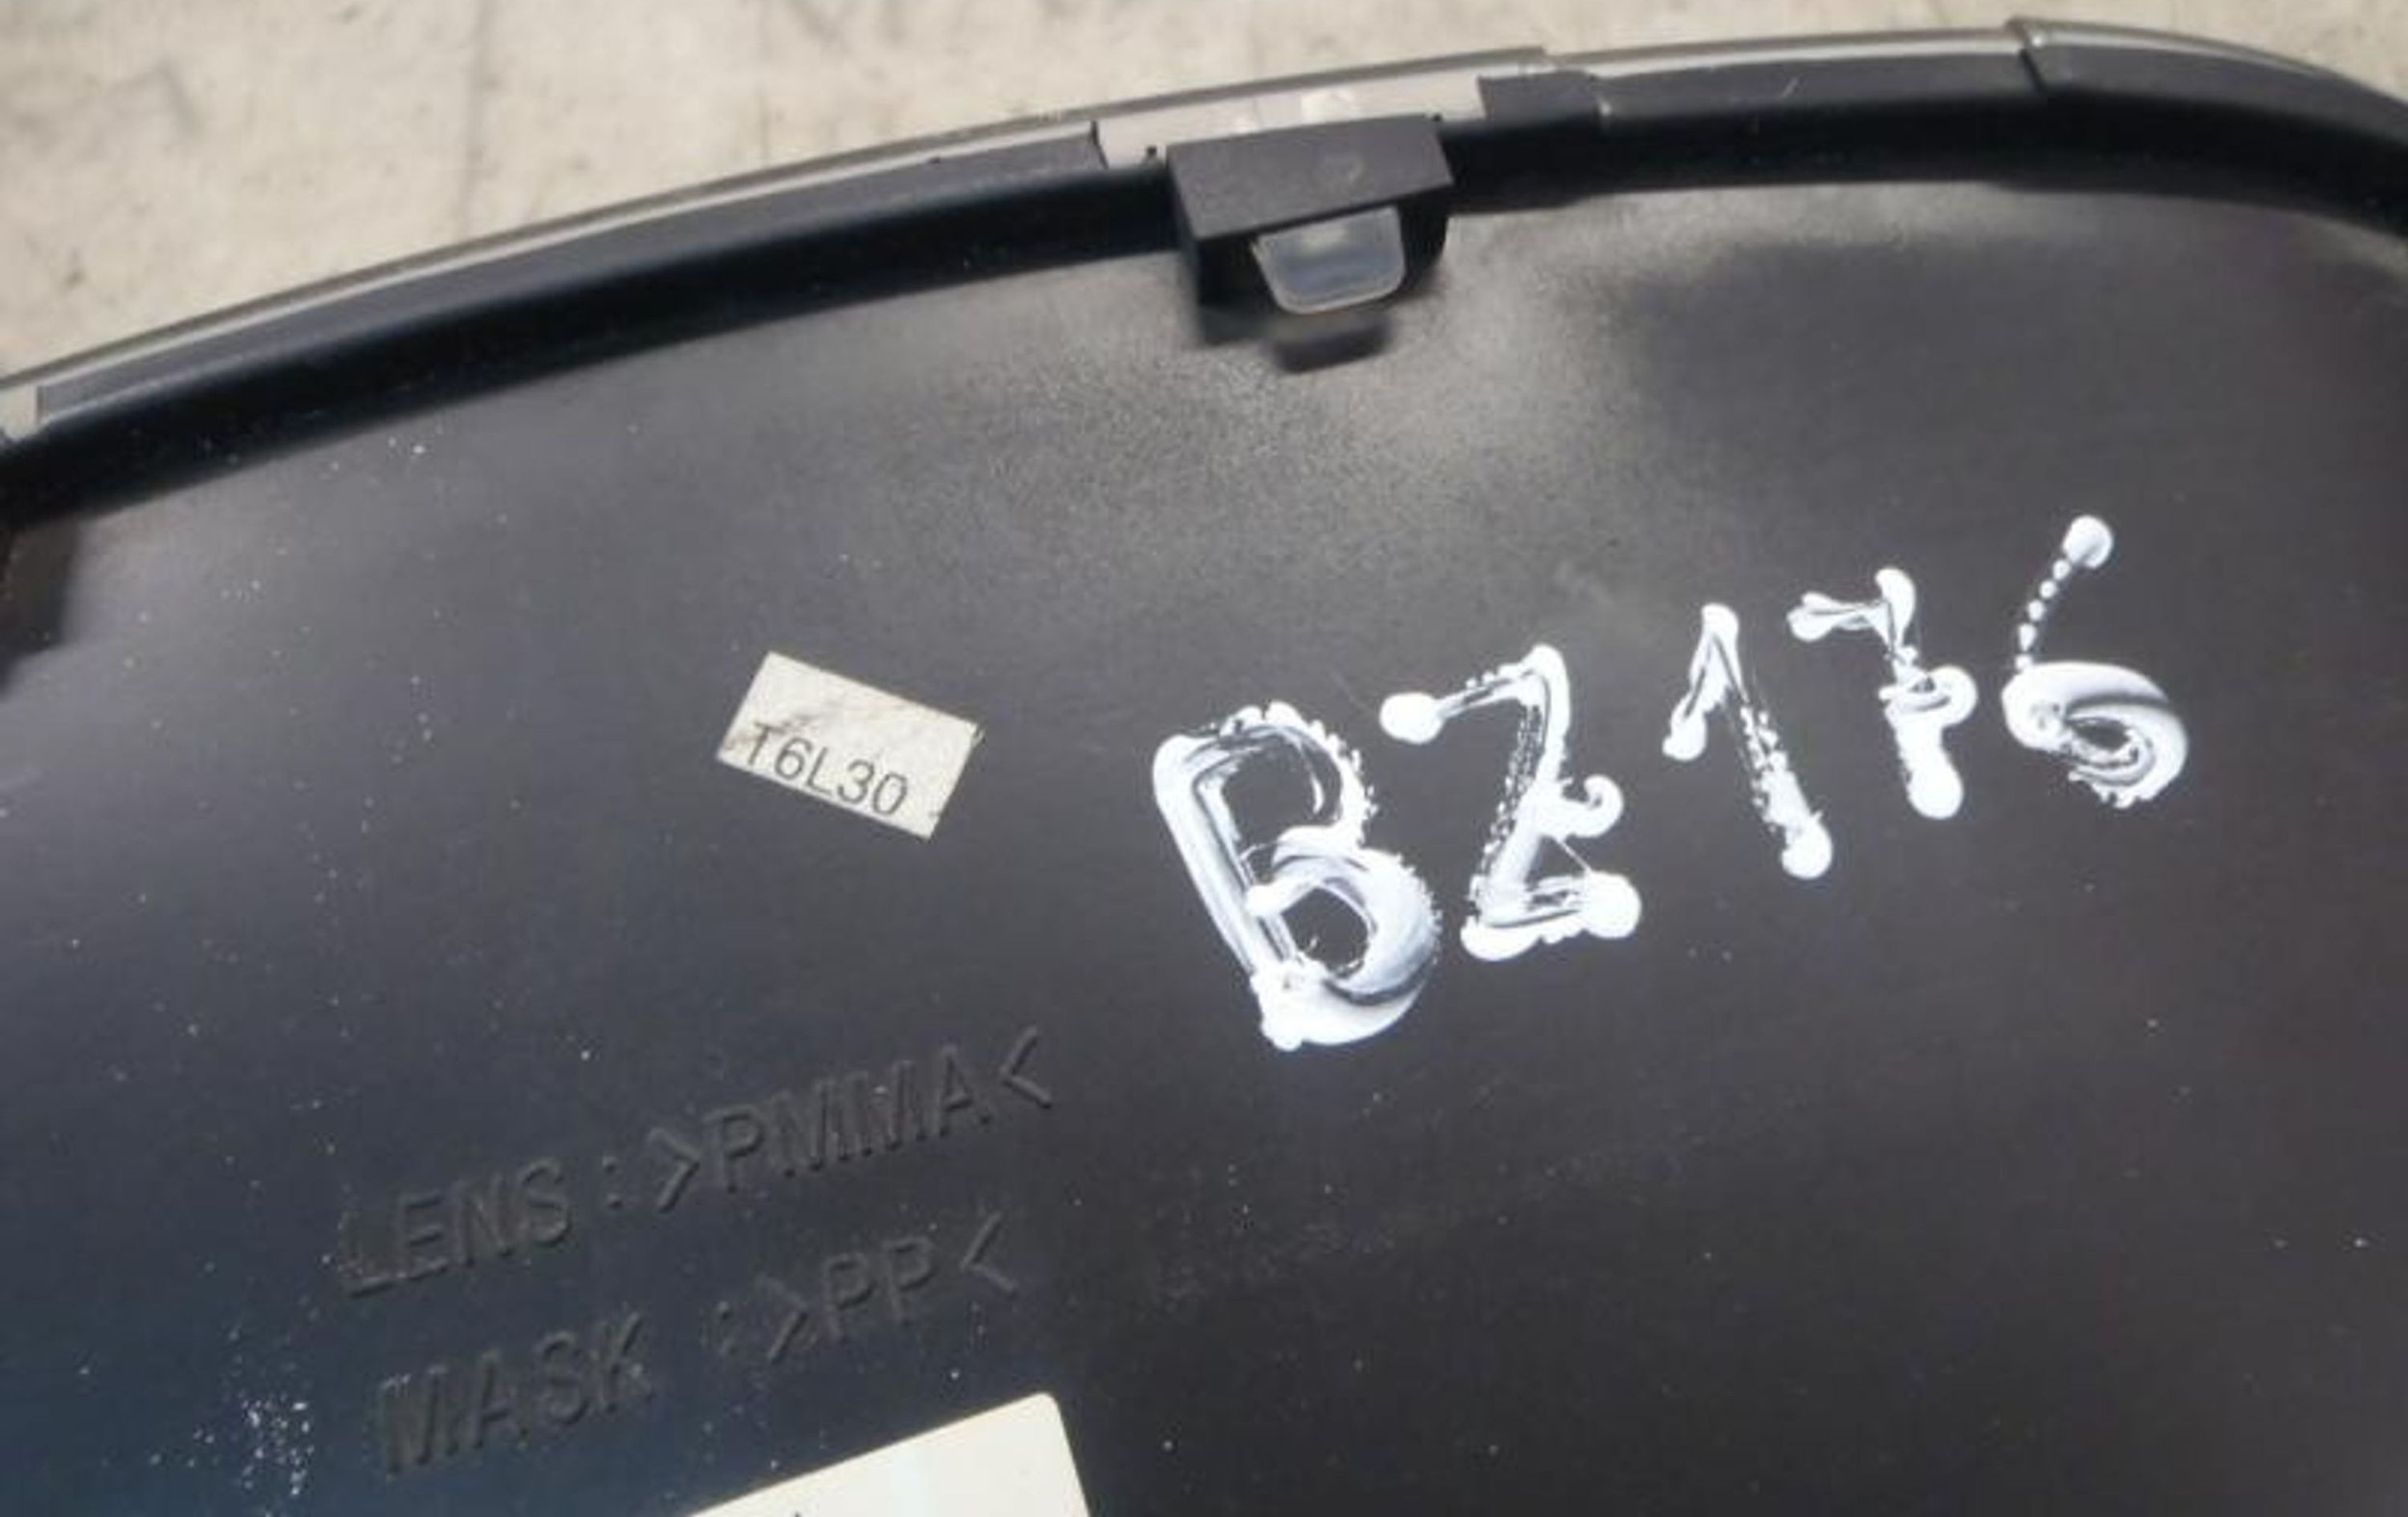 T6L30
BZ176
LENS : >PMMA<
MASK : >PP<